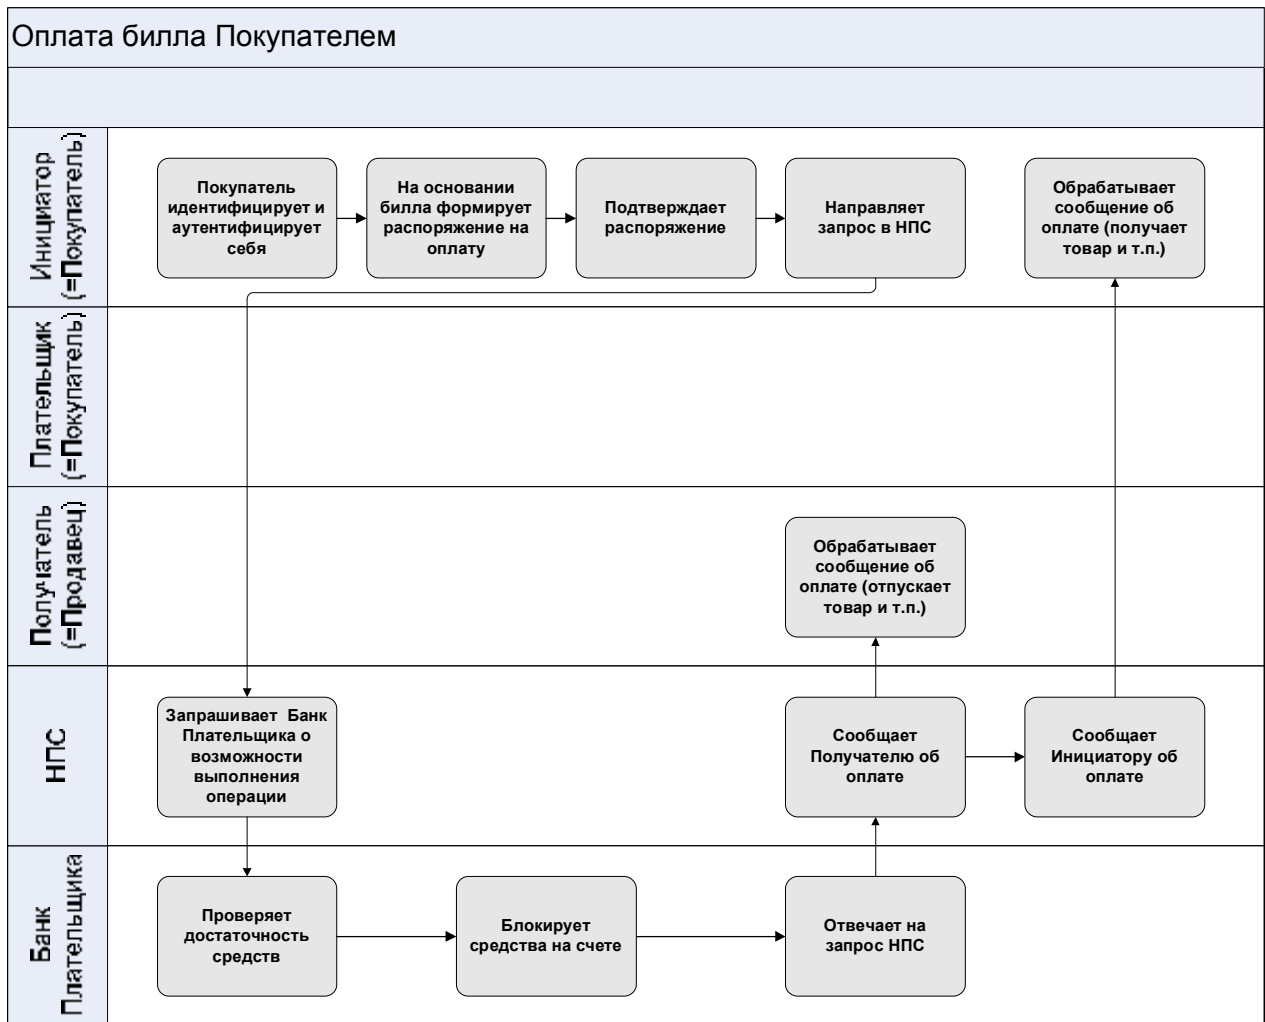 Оплата билла Покупателем
Инициатор
(=Покупатель)
Покупатель
идентифицирует и
аутентифицирует
себя
На основании
билла формирует
распоряжение на
оплату
Подтверждает
распоряжение
Направляет
запрос в НПС
Обрабатывает
сообщение об
оплате (получает
товар и т.п.)
Плательщик
(=Покупатель)
Получатель
(=Продавец)
Обрабатывает
сообщение об
оплате (отпускает
товар и т.п.)
НПС
Запрашивает Банк
Плательщика о
возможности
выполнения
операции
Сообщает
Получателю об
оплате
Сообщает
Инициатору об
оплате
Банк
Плательщика
Проверяет
достаточность
средств
Блокирует
средства на счете
Отвечает на
запрос НПС